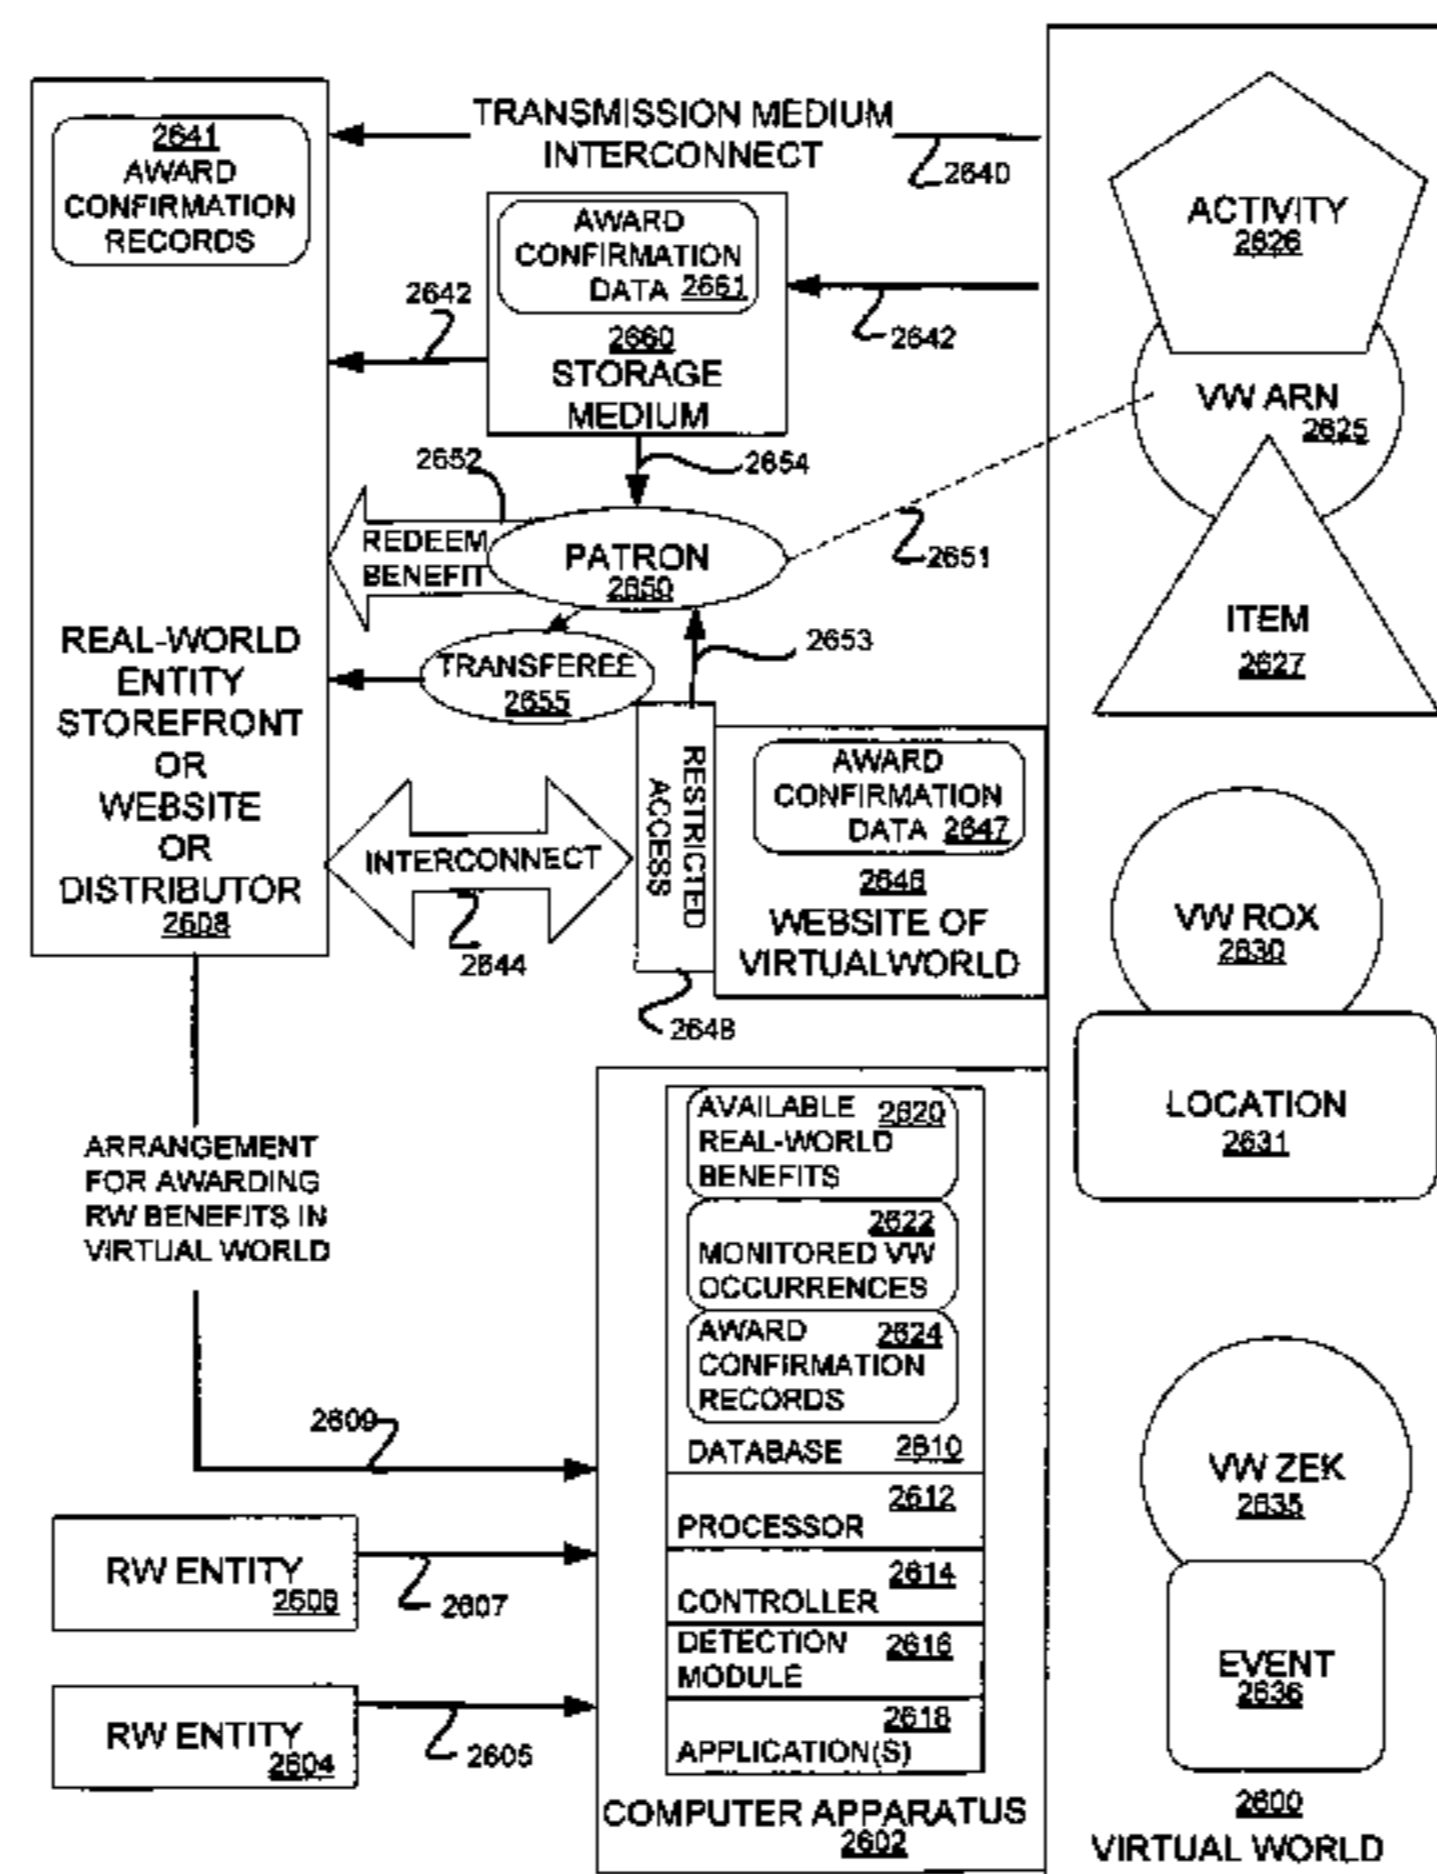 2641
AWARD
CONFIRMATION
RECORDS
TRANSMISSION MEDIUM
INTERCONNECT
2640
AWARD
CONFIRMATION
DATA 2661
2642
2642
2660
STORAGE
MEDIUM
2654
2652
REDEEM
BENEFIT
PATRON
2650
2651
TRANSFEREE
2655
2653
REAL-WORLD
ENTITY
STOREFRONT
OR
WEBSITE
OR
DISTRIBUTOR
2608
INTERCONNECT
2644
RESTRICTED
ACCESS
2648
AWARD
CONFIRMATION
DATA 2647
2646
WEBSITE OF
VIRTUALWORLD
ACTIVITY
2626
VW ARN
2625
ITEM
2627
VW ROX
2630
LOCATION
2631
VW ZEK
2635
EVENT
2636
2600
VIRTUAL WORLD
ARRANGEMENT
FOR AWARDING
RW BENEFITS IN
VIRTUAL WORLD
2609
RW ENTITY
2606
2607
RW ENTITY
2604
2605
AVAILABLE 2620
REAL-WORLD
BENEFITS
2622
MONITORED VW
OCCURRENCES
AWARD 2624
CONFIRMATION
RECORDS
DATABASE 2610
2612
PROCESSOR
2614
CONTROLLER
DETECTION 2616
MODULE
2618
APPLICATION(S)
COMPUTER APPARATUS
2602